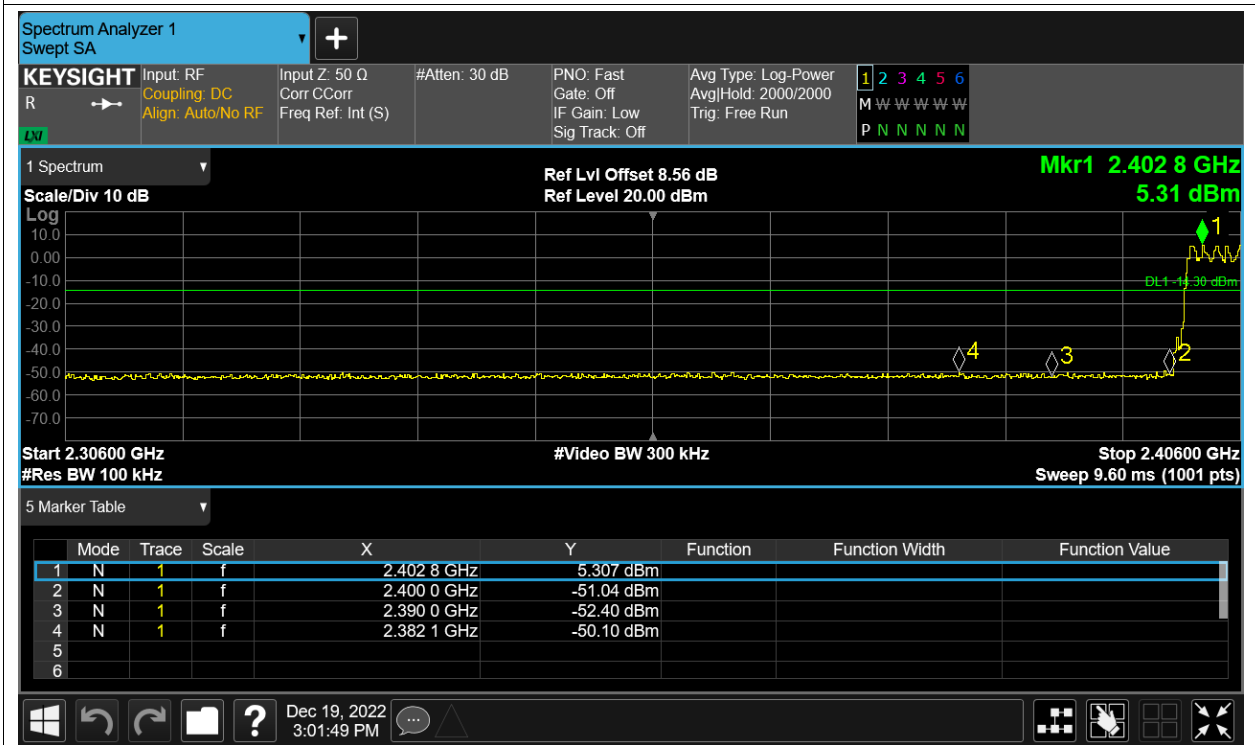 Spectrum Analyzer 1
Swept SA
KEYSIGHT
R
LXI
Input: RF
Coupling: DC
Align: Auto/No RF
Input Z: 50 Ω
Corr CCorr
Freq Ref: Int (S)
#Atten: 30 dB
PNO: Fast
Gate: Off
IF Gain: Low
Sig Track: Off
Avg Type: Log-Power
Avg|Hold: 2000/2000
Trig: Free Run
1 2 3 4 5 6
M W W W W W
P N N N N N
1 Spectrum
Scale/Div 10 dB
Ref Lvl Offset 8.56 dB
Ref Level 20.00 dBm
Mkr1 2.402 8 GHz
5.31 dBm
Log
10.0
0.00
-10.0
-20.0
-30.0
-40.0
-50.0
-60.0
-70.0
1
DL1 -14.30 dBm
4
3
2
Start 2.30600 GHz
#Video BW 300 kHz
Stop 2.40600 GHz
#Res BW 100 kHz
Sweep 9.60 ms (1001 pts)
5 Marker Table
Mode Trace Scale X Y Function Function Width Function Value
1 N 1 f 2.402 8 GHz 5.307 dBm
2 N 1 f 2.400 0 GHz -51.04 dBm
3 N 1 f 2.390 0 GHz -52.40 dBm
4 N 1 f 2.382 1 GHz -50.10 dBm
5
6
?
Dec 19, 2022
3:01:49 PM